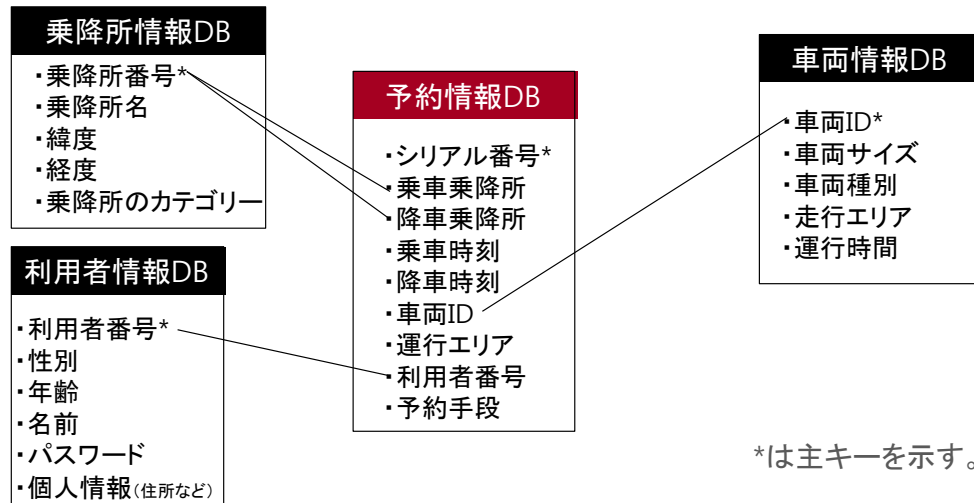 乗降所情報DB
・乗降所番号*
・乗降所名
・緯度
・経度
・乗降所のカテゴリー
利用者情報DB
・利用者番号*
・性別
・年齢
・名前
・パスワード
・個人情報(住所など)
予約情報DB
・シリアル番号*
・乗車乗降所
・降車乗降所
・乗車時刻
・降車時刻
・車両ID
・運行エリア
・利用者番号
・予約手段
車両情報DB
・車両ID*
・車両サイズ
・車両種別
・走行エリア
・運行時間
*は主キーを示す。